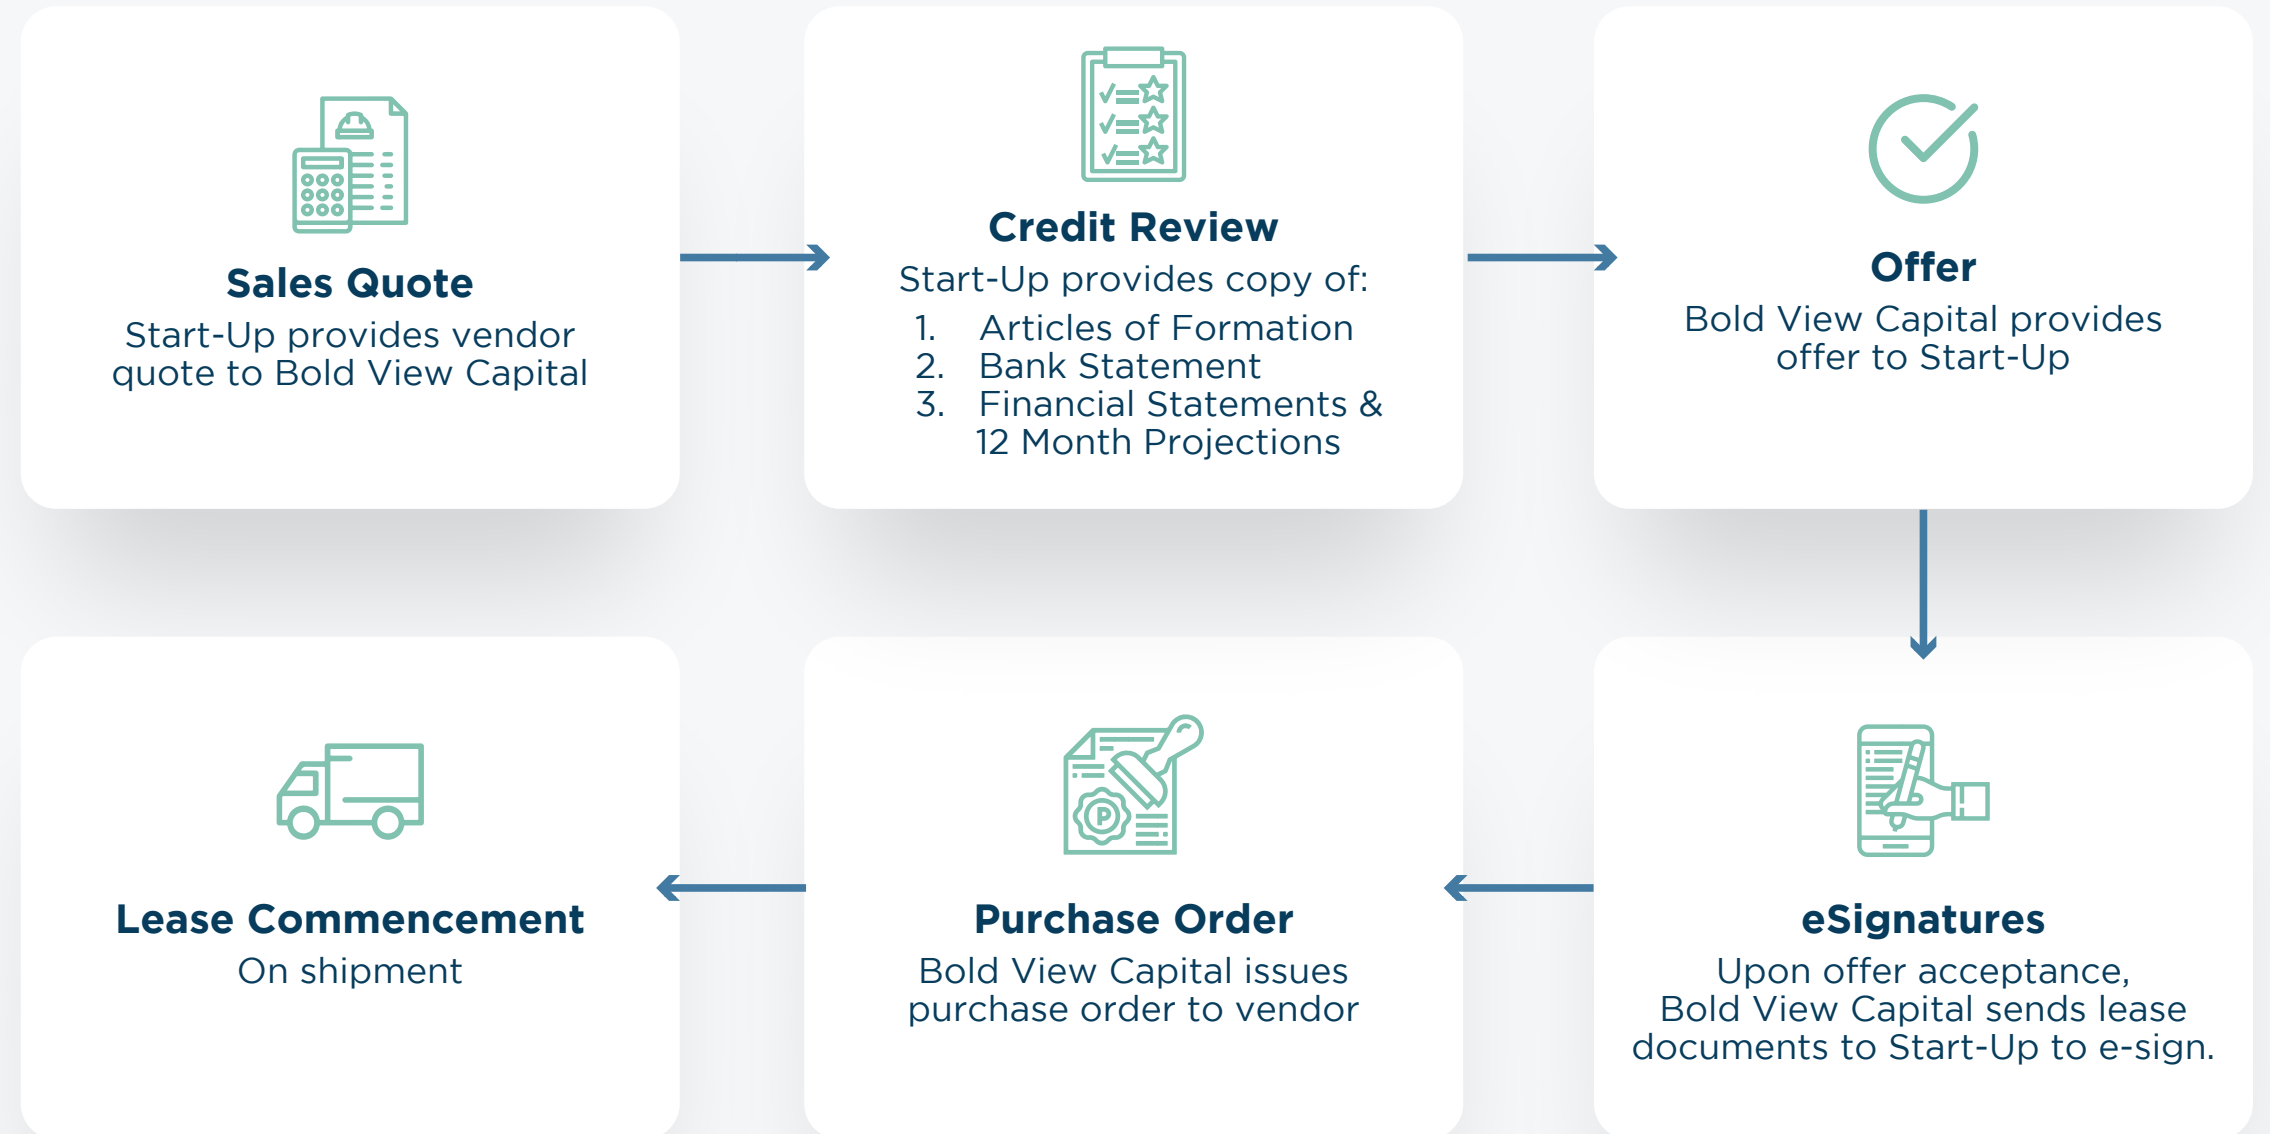 Sales Quote
Start-Up provides vendor
quote to Bold View Capital
Credit Review
Start-Up provides copy of:
1. Articles of Formation
2. Bank Statement
3. Financial Statements &
12 Month Projections
Offer
Bold View Capital provides
offer to Start-Up
eSignatures
Upon offer acceptance,
Bold View Capital sends lease
documents to Start-Up to e-sign.
P
Purchase Order
Bold View Capital issues
purchase order to vendor
Lease Commencement
On shipment